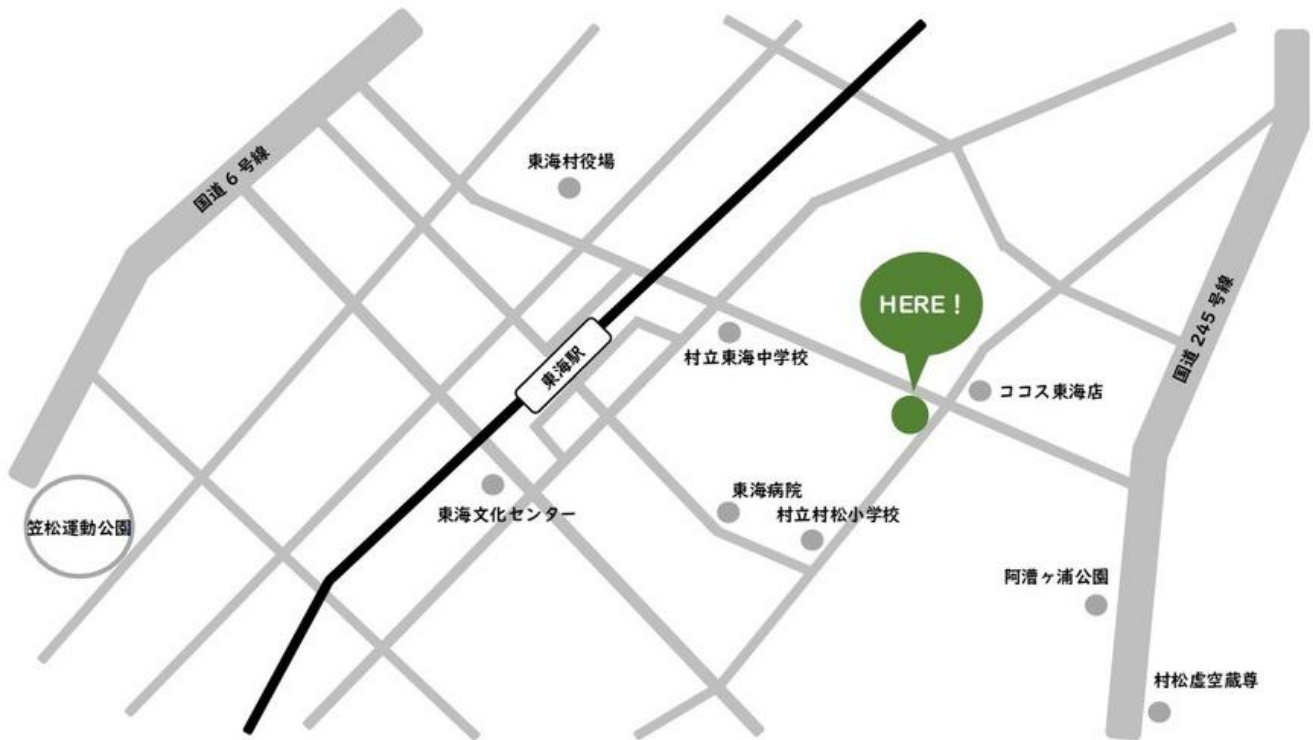 国道 6 号線
東海村役場
HERE !
国道 245 号線
東海駅
村立東海中学校
ココス東海店
東海病院
東海文化センター
村立村松小学校
笠松運動公園
阿漕ヶ浦公園
村松虚空蔵尊